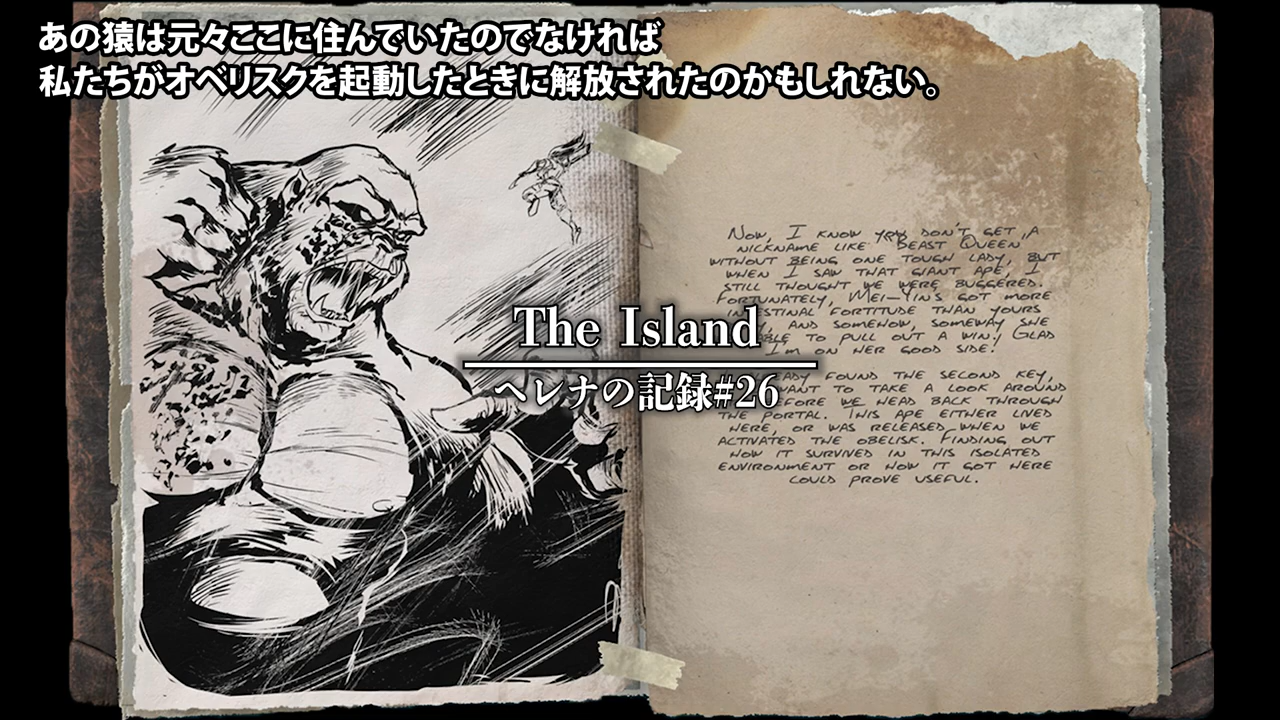 あの猿は元々ここに住んでいたのでなければ
私たちがオベリスクを起動したときに解放されたのかもしれない。
The Island
ヘレナの記録#26
NOW, I KNOW YOU DON'T GET A
NICKNAME LIKE "BEAST QUEEN"
WITHOUT BEING ONE TOUGH LADY, BUT
WHEN I SAW THAT GIANT APE, I
STILL THOUGHT WE WERE BUGGERED.
FORTUNATELY, MEI-YIN'S GOT MORE
FORTITUDE THAN YOURS
AND SOMEHOW, SOMEWAY SHE
TO PULL OUT A WIN. GLAD
I'M ON HER GOOD SIDE.
FOUND THE SECOND KEY,
WANT TO TAKE A LOOK AROUND
BEFORE WE HEAD BACK THROUGH
THE PORTAL. THIS APE EITHER LIVED
HERE, OR WAS RELEASED WHEN WE
ACTIVATED THE OBELISK. FINDING OUT
HOW IT SURVIVED IN THIS ISOLATED
ENVIRONMENT OR HOW IT GOT HERE
COULD PROVE USEFUL.